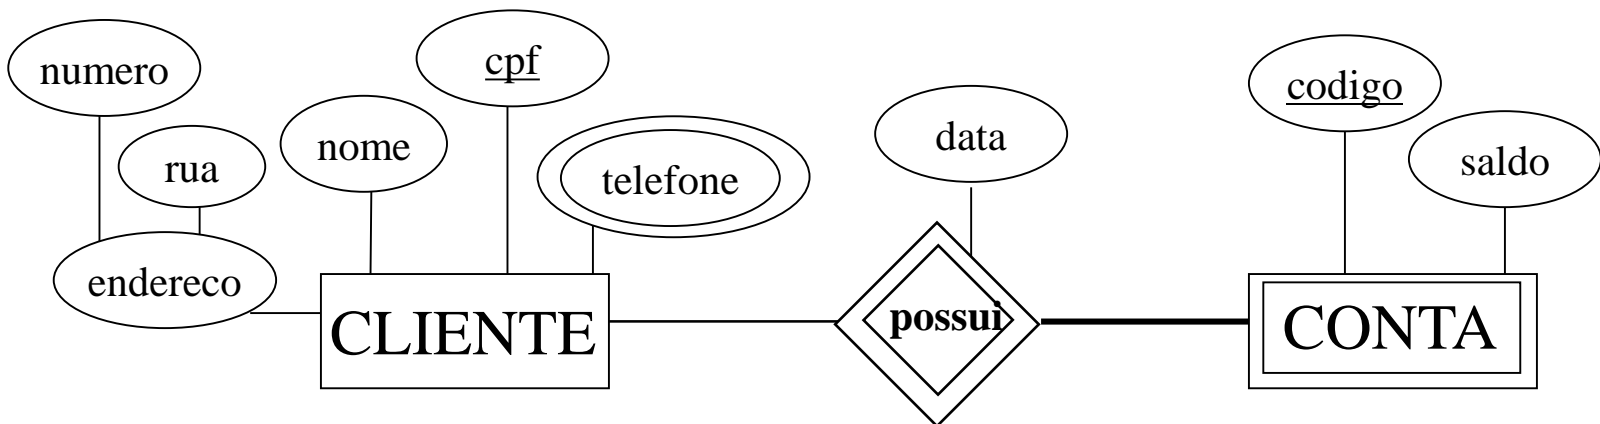 numero
cpf
codigo
rua
nome
telefone
data
saldo
endereco
CLIENTE
possui
CONTA